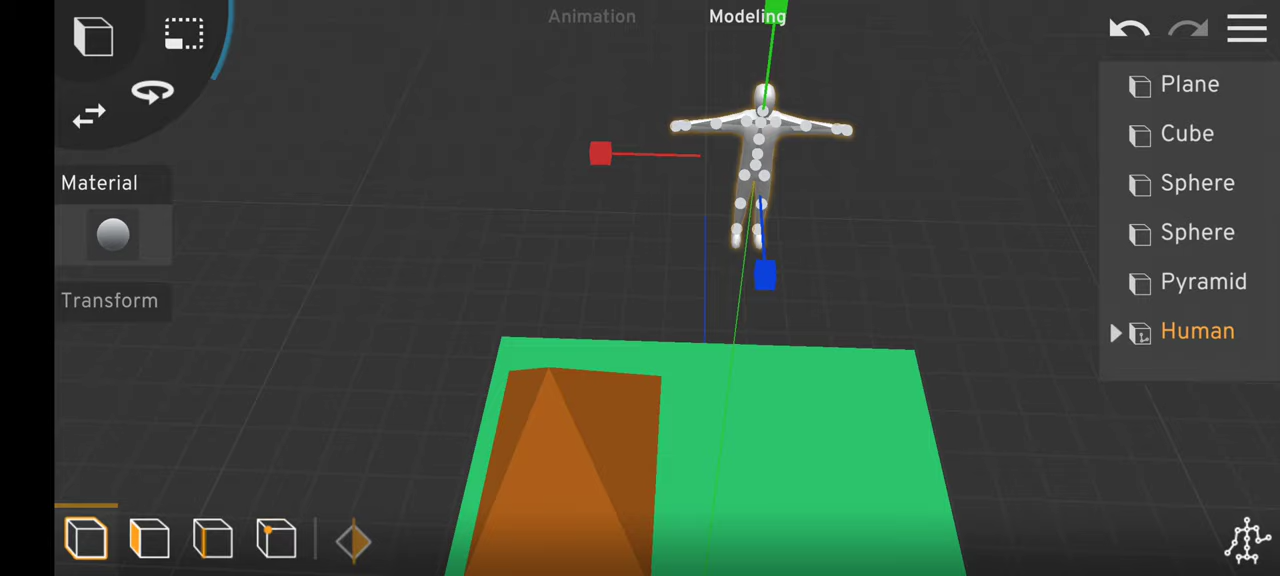 Animation
Modeling
Material
Transform
Plane
Cube
Sphere
Sphere
Pyramid
Human